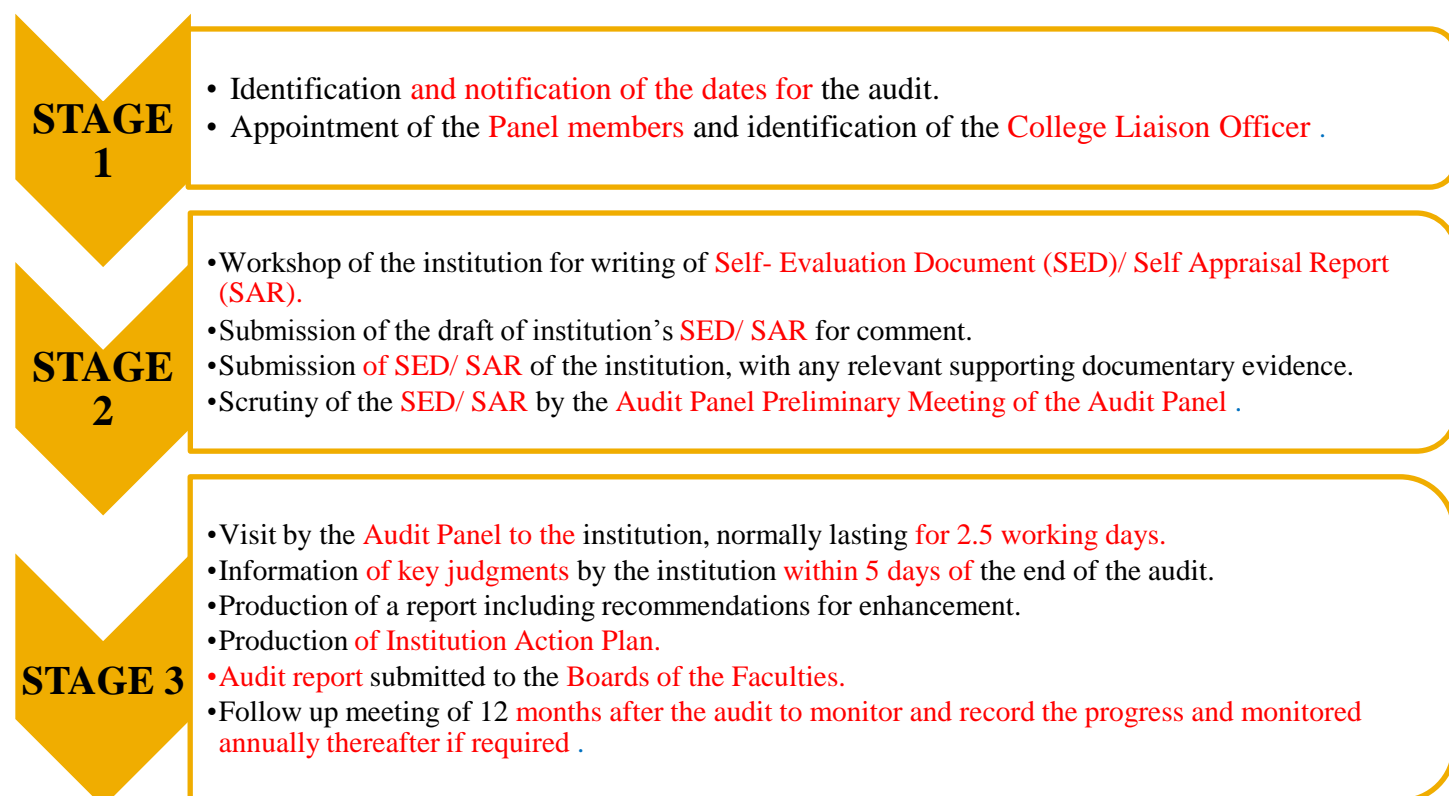 STAGE
1
• Identification and notification of the dates for the audit.
• Appointment of the Panel members and identification of the College Liaison Officer .
STAGE
2
•Workshop of the institution for writing of Self- Evaluation Document (SED)/ Self Appraisal Report
(SAR).
•Submission of the draft of institution’s SED/ SAR for comment.
•Submission of SED/ SAR of the institution, with any relevant supporting documentary evidence.
•Scrutiny of the SED/ SAR by the Audit Panel Preliminary Meeting of the Audit Panel .
STAGE 3
•Visit by the Audit Panel to the institution, normally lasting for 2.5 working days.
•Information of key judgments by the institution within 5 days of the end of the audit.
•Production of a report including recommendations for enhancement.
•Production of Institution Action Plan.
•Audit report submitted to the Boards of the Faculties.
•Follow up meeting of 12 months after the audit to monitor and record the progress and monitored
annually thereafter if required .